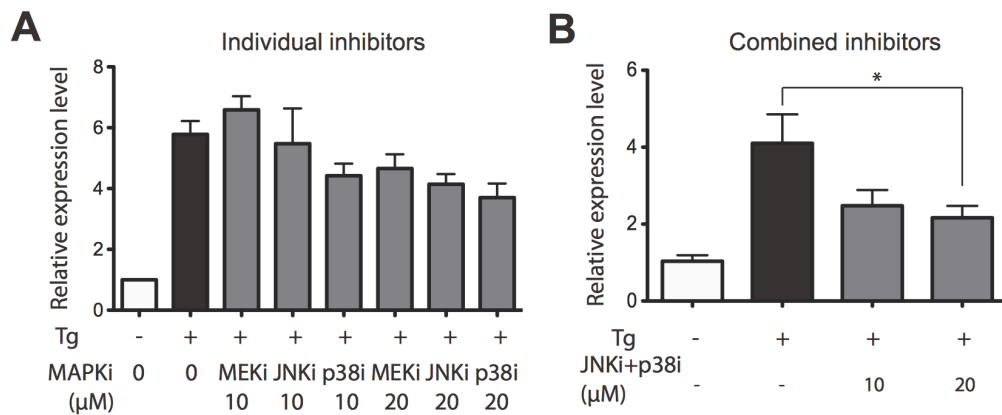 A
Individual inhibitors
Relative expression level
8
6
4
2
0
Tg - + + + + + + +
MAPKi 0 0 MEKi JNKi p38i MEKi JNKi p38i
(μM) 10 10 10 20 20 20
B
Combined inhibitors
Relative expression level
6
4
2
0
*
Tg - + + +
JNKi+p38i
(μM) - - 10 20